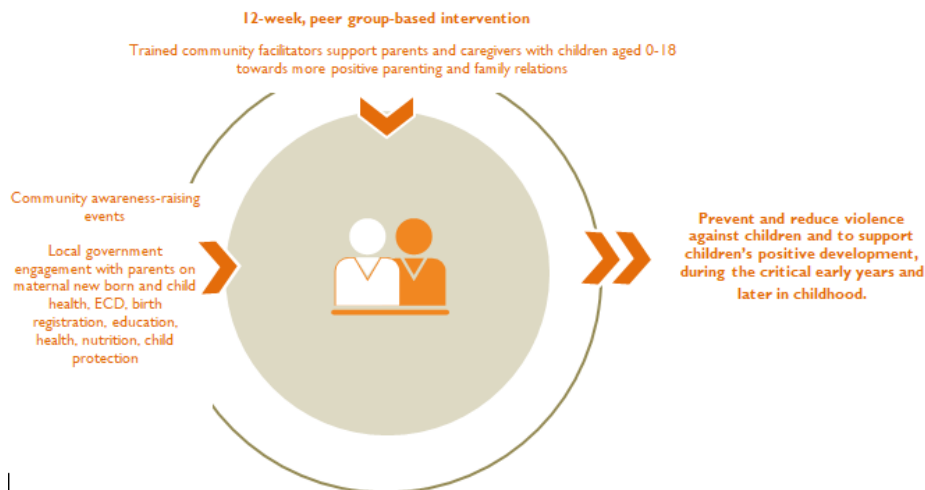 12-week, peer group-based intervention
Trained community facilitators support parents and caregivers with children aged 0-18
towards more positive parenting and family relations
Community awareness-raising
events
Local government
engagement with parents on
maternal new born and child
health, ECD, birth
registration, education,
health, nutrition, child
protection
Prevent and reduce violence
against children and to support
children's positive development,
during the critical early years and
later in childhood.